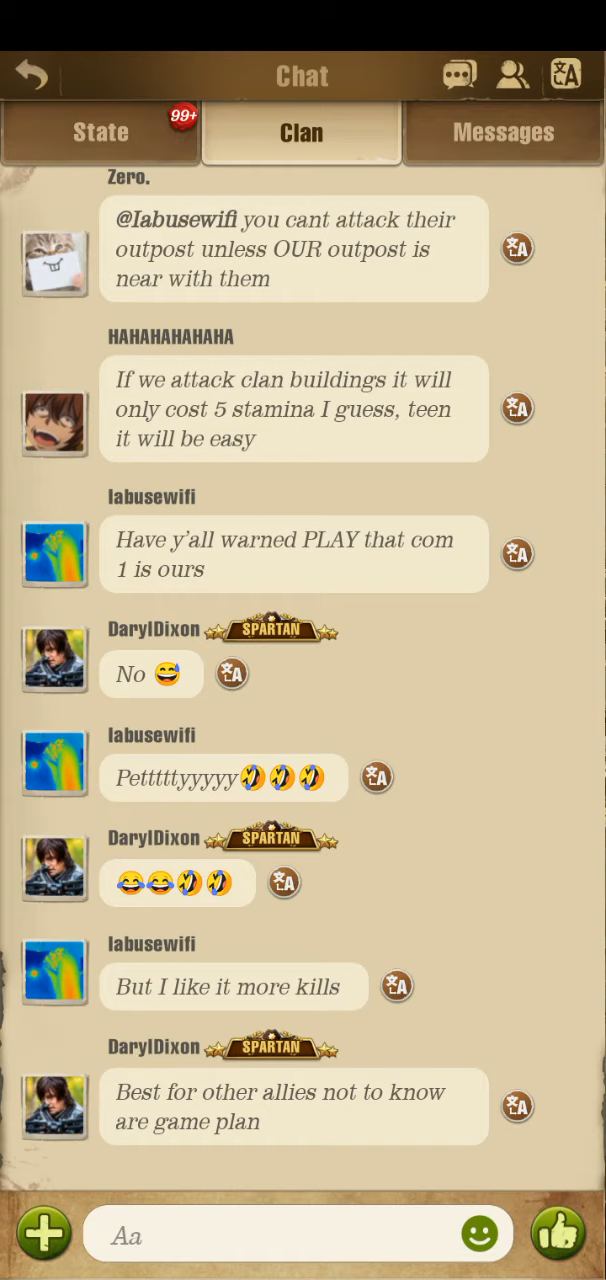 Chat
State
99+
Clan
Messages
Zero.
@Iabusewifi you cant attack their
outpost unless OUR outpost is
near with them
HAHAHAHAHAHA
If we attack clan buildings it will
only cost 5 stamina I guess, teen
it will be easy
Iabusewifi
Have y'all warned PLAY that com
1 is ours
DarylDixon SPARTAN
No 😅
Iabusewifi
Petttttyyyyy🤣🤣🤣
DarylDixon SPARTAN
😂😂🤣🤣
Iabusewifi
But I like it more kills
DarylDixon SPARTAN
Best for other allies not to know
are game plan
Aa